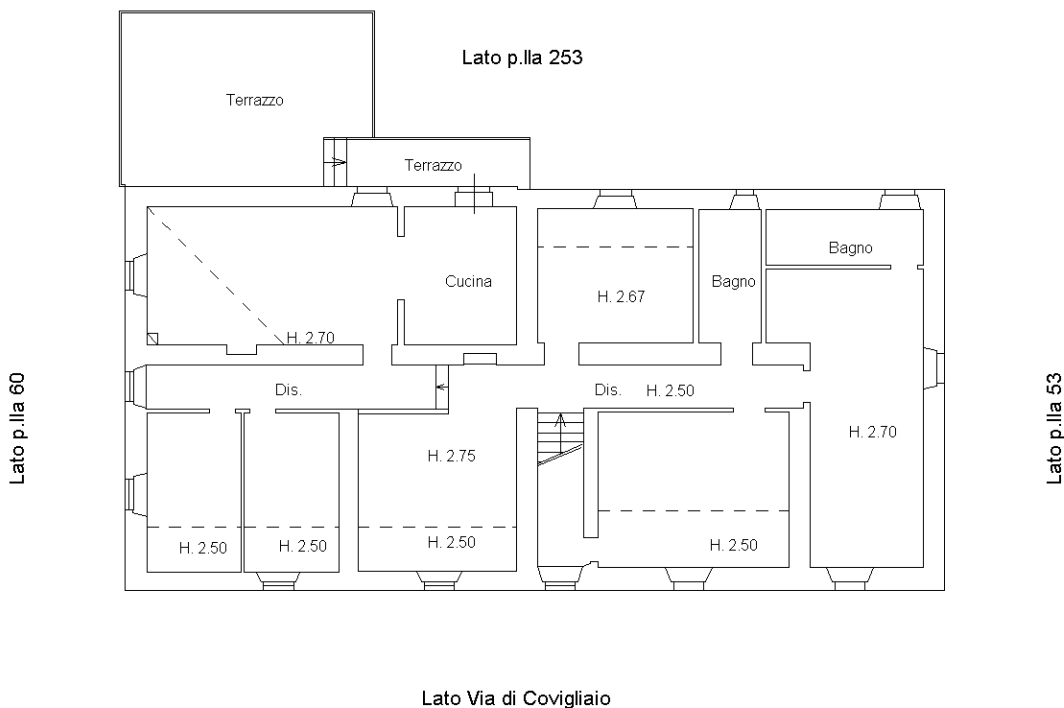 Lato p.lla 253
Terrazzo
Terrazzo
Bagno
Cucina
Bagno
H. 2.67
H. 2.70
Lato p.lla 60
Dis.
Dis.
H. 2.50
Lato p.lla 53
H. 2.70
H. 2.75
H. 2.50
H. 2.50
H. 2.50
H. 2.50
Lato Via di Covigliaio